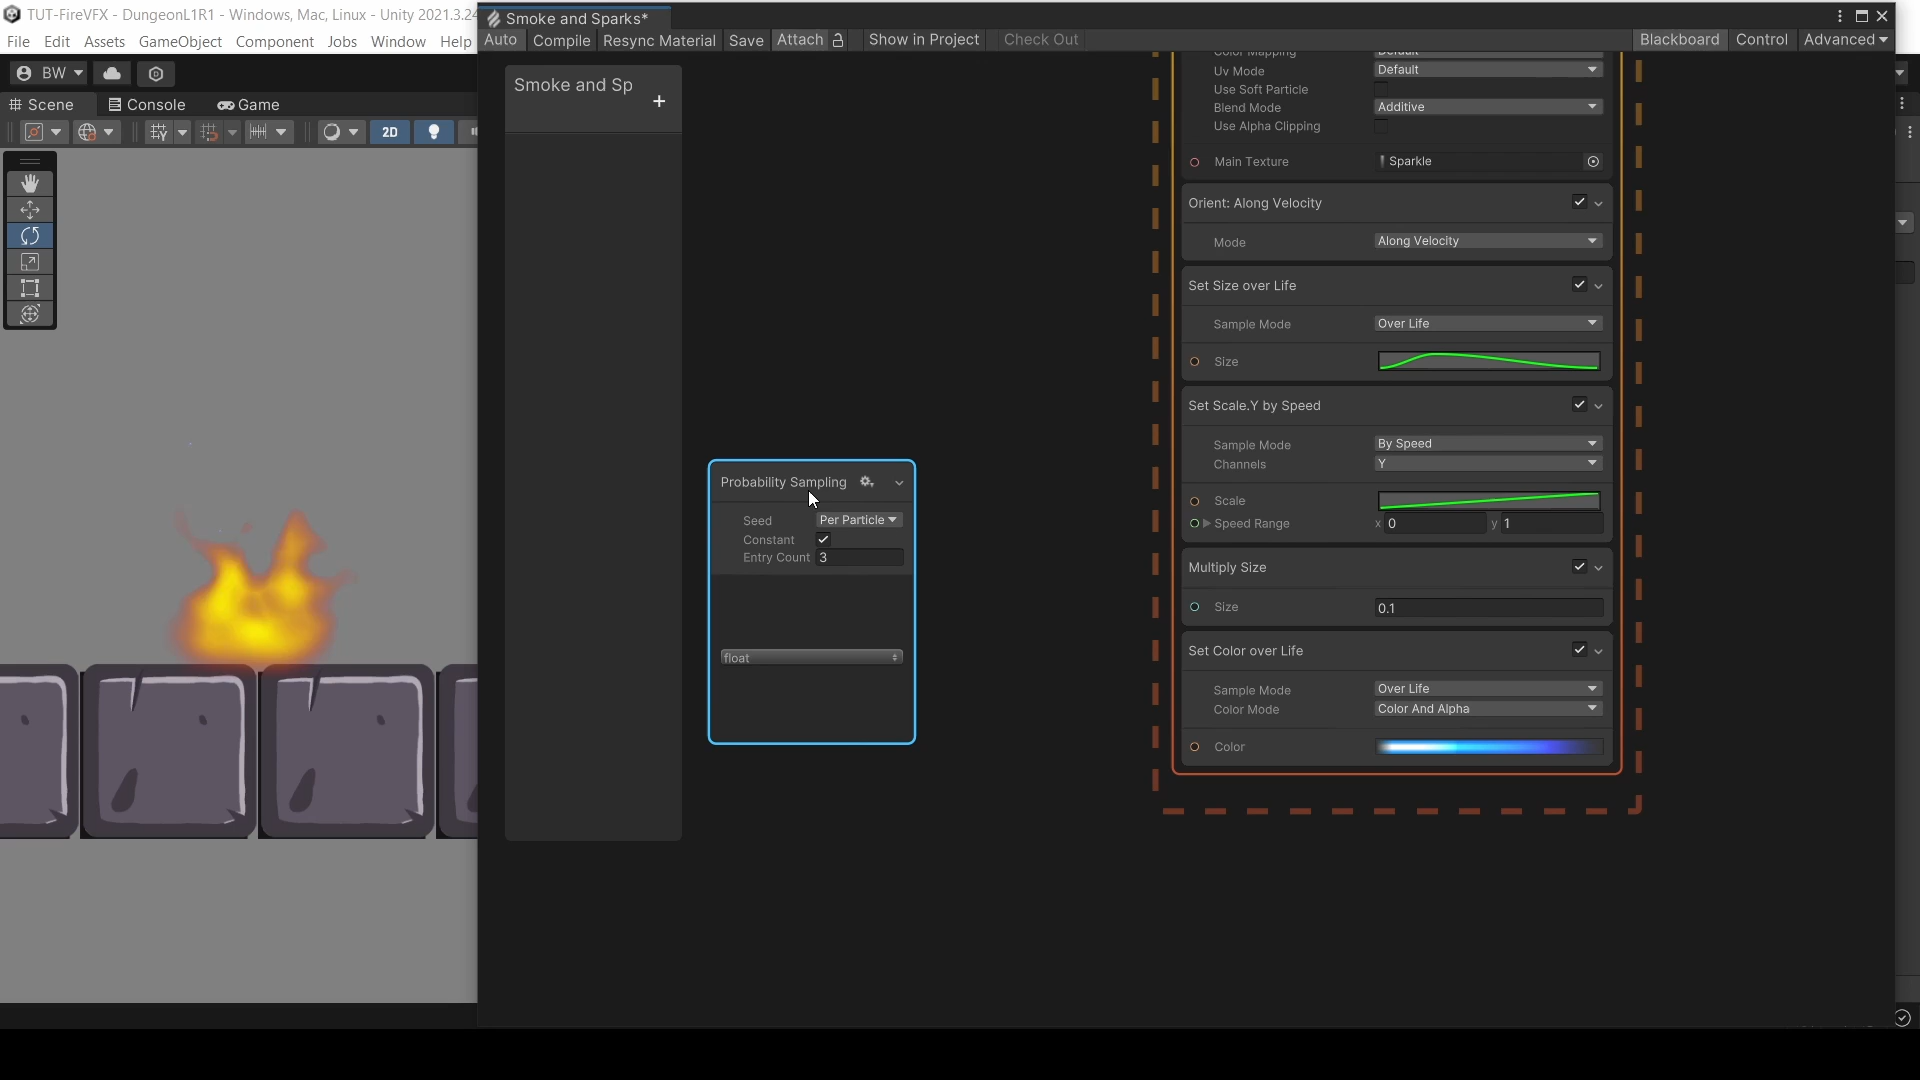 TUT-FireVFX - DungeonL1R1 - Windows, Mac, Linux - Unity 2021.3.24
Smoke and Sparks*
File Edit Assets GameObject Component Jobs Window Help
Auto Compile Resync Material Save Attach Show in Project Check Out Blackboard Control Advanced
BW
Scene Console Game
2D
Smoke and Sp
+
Color Mapping Default
Uv Mode Default
Use Soft Particle
Blend Mode Additive
Use Alpha Clipping
Main Texture Sparkle
Orient: Along Velocity
Mode Along Velocity
Set Size over Life
Sample Mode Over Life
Size
Set Scale.Y by Speed
Sample Mode By Speed
Channels Y
Scale
Speed Range x 0 y 1
Multiply Size
Size 0.1
Set Color over Life
Sample Mode Over Life
Color Mode Color And Alpha
Color
Probability Sampling
Seed Per Particle
Constant
Entry Count 3
float